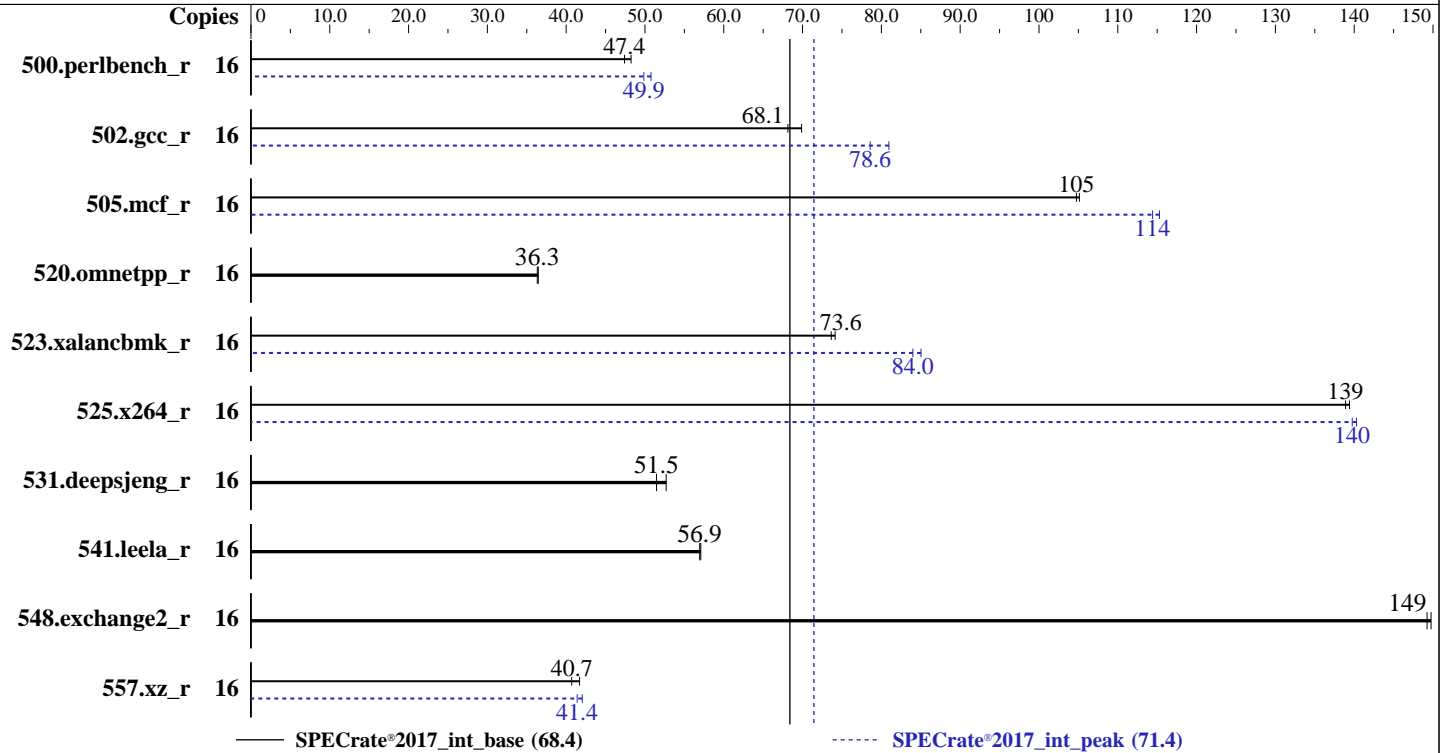 Copies 0 10.0 20.0 30.0 40.0 50.0 60.0 70.0 80.0 90.0 100 110 120 130 140 150
47.4
500.perlbench_r 16
49.9
68.1
502.gcc_r 16
78.6
105
505.mcf_r 16
114
36.3
520.omnetpp_r 16
73.6
523.xalancbmk_r 16
84.0
139
525.x264_r 16
140
51.5
531.deepsjeng_r 16
56.9
541.leela_r 16
149
548.exchange2_r 16
40.7
557.xz_r 16
41.4
SPECrate®2017_int_base (68.4) SPECrate®2017_int_peak (71.4)